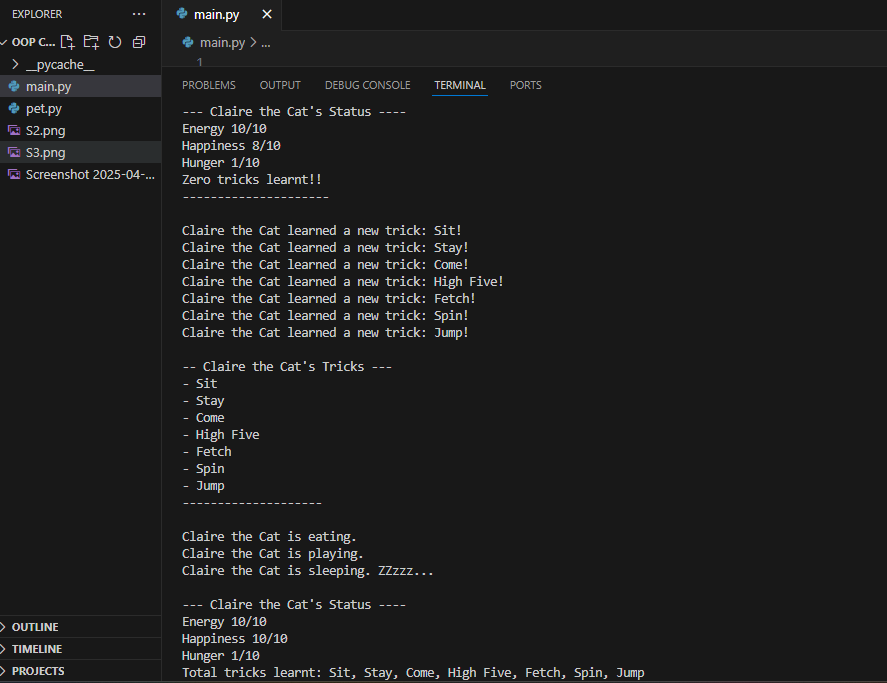 EXPLORER
OOP C...
__pycache__
main.py
pet.py
S2.png
S3.png
Screenshot 2025-04-...
OUTLINE
TIMELINE
PROJECTS
main.py
main.py > ...
1
PROBLEMS OUTPUT DEBUG CONSOLE TERMINAL PORTS
--- Claire the Cat's Status ----
Energy 10/10
Happiness 8/10
Hunger 1/10
Zero tricks learnt!!
---------------------
Claire the Cat learned a new trick: Sit!
Claire the Cat learned a new trick: Stay!
Claire the Cat learned a new trick: Come!
Claire the Cat learned a new trick: High Five!
Claire the Cat learned a new trick: Fetch!
Claire the Cat learned a new trick: Spin!
Claire the Cat learned a new trick: Jump!
-- Claire the Cat's Tricks ---
- Sit
- Stay
- Come
- High Five
- Fetch
- Spin
- Jump
--------------------
Claire the Cat is eating.
Claire the Cat is playing.
Claire the Cat is sleeping. ZZzzz...
--- Claire the Cat's Status ----
Energy 10/10
Happiness 10/10
Hunger 1/10
Total tricks learnt: Sit, Stay, Come, High Five, Fetch, Spin, Jump